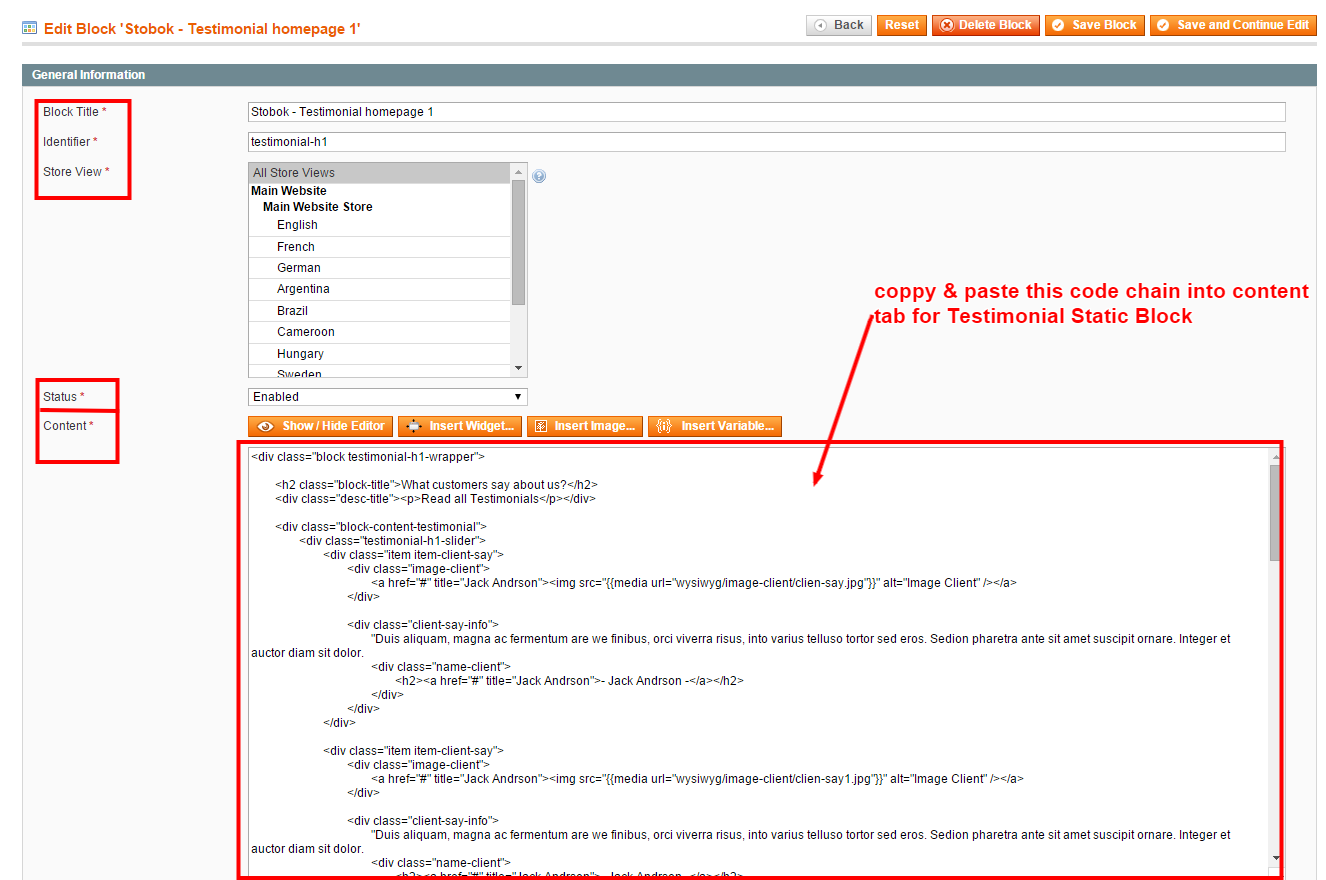 Edit Block 'Stobok - Testimonial homepage 1'
Back Reset Delete Block Save Block Save and Continue Edit
General Information
Block Title *
Stobok - Testimonial homepage 1
Identifier *
testimonial-h1
Store View *
All Store Views
Main Website
Main Website Store
English
French
German
Argentina
Brazil
Cameroon
Hungary
Sweden
coppy & paste this code chain into content
tab for Testimonial Static Block
Status *
Enabled
Content *
Show / Hide Editor Insert Widget... Insert Image... Insert Variable...
<div class="block testimonial-h1-wrapper">
<h2 class="block-title">What customers say about us?</h2>
<div class="desc-title"><p>Read all Testimonials</p></div>
<div class="block-content-testimonial">
<div class="testimonial-h1-slider">
<div class="item item-client-say">
<div class="image-client">
<a href="#" title="Jack Andrson"><img src="{{media url="wysiwyg/image-client/clien-say.jpg"}}" alt="Image Client" /></a>
</div>
<div class="client-say-info">
"Duis aliquam, magna ac fermentum are we finibus, orci viverra risus, into varius telluso tortor sed eros. Sedion pharetra ante sit amet suscipit ornare. Integer et
auctor diam sit dolor.
<div class="name-client">
<h2><a href="#" title="Jack Andrson">- Jack Andrson -</a></h2>
</div>
</div>
</div>
<div class="item item-client-say">
<div class="image-client">
<a href="#" title="Jack Andrson"><img src="{{media url="wysiwyg/image-client/clien-say1.jpg"}}" alt="Image Client" /></a>
</div>
<div class="client-say-info">
"Duis aliquam, magna ac fermentum are we finibus, orci viverra risus, into varius telluso tortor sed eros. Sedion pharetra ante sit amet suscipit ornare. Integer et
auctor diam sit dolor.
<div class="name-client">
<h2><a href="#" title="Jack Andrson">- Jack Andrson -</a></h2>